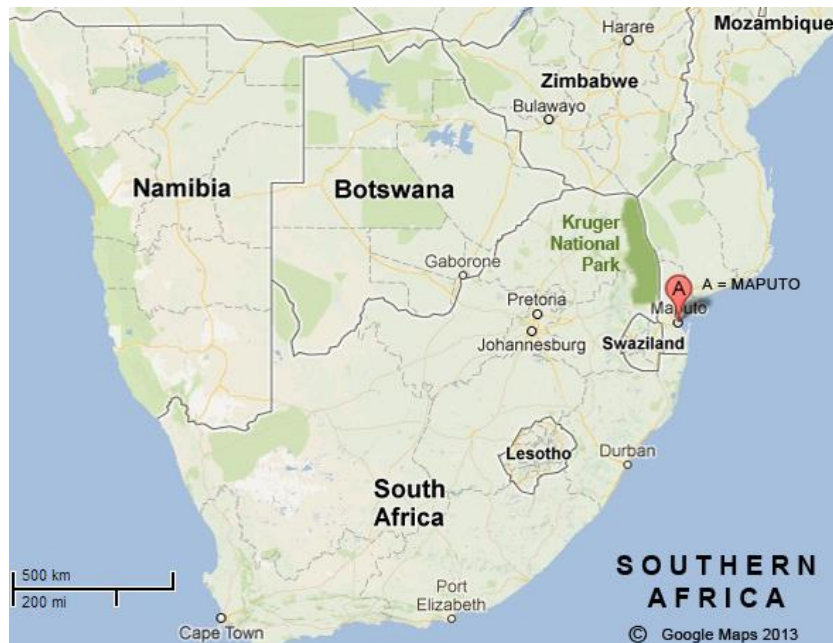 Mozambique
Harare
Zimbabwe
Bulawayo
Namibia
Botswana
Kruger
National
Park
Gaborone
A
A = MAPUTO
Maputo
Pretoria
Johannesburg
Swaziland
Lesotho
Durban
South
Africa
500 km
200 mi
Port
Elizabeth
Cape Town
SOUTHERN
AFRICA
© Google Maps 2013